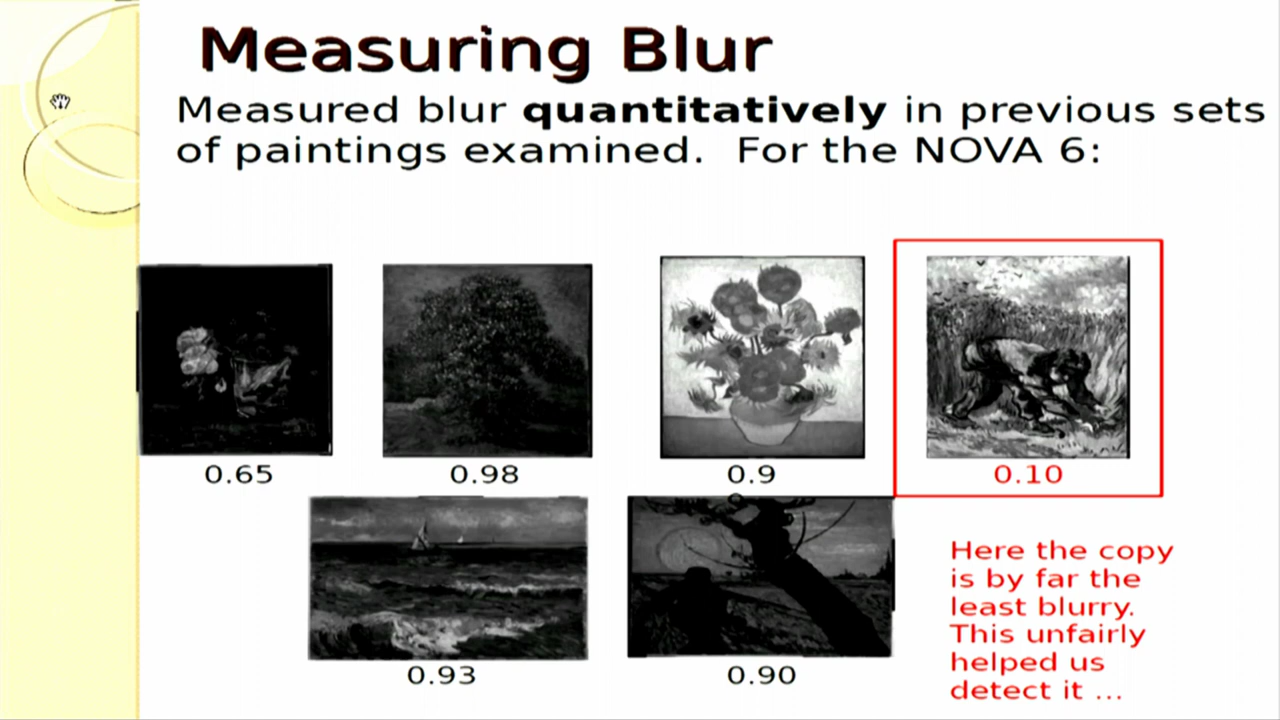 Measuring Blur
Measured blur quantitatively in previous sets
of paintings examined.  For the NOVA 6:
0.65
0.98
0.9
0.10
0.93
0.90
Here the copy
is by far the
least blurry.
This unfairly
helped us
detect it ...